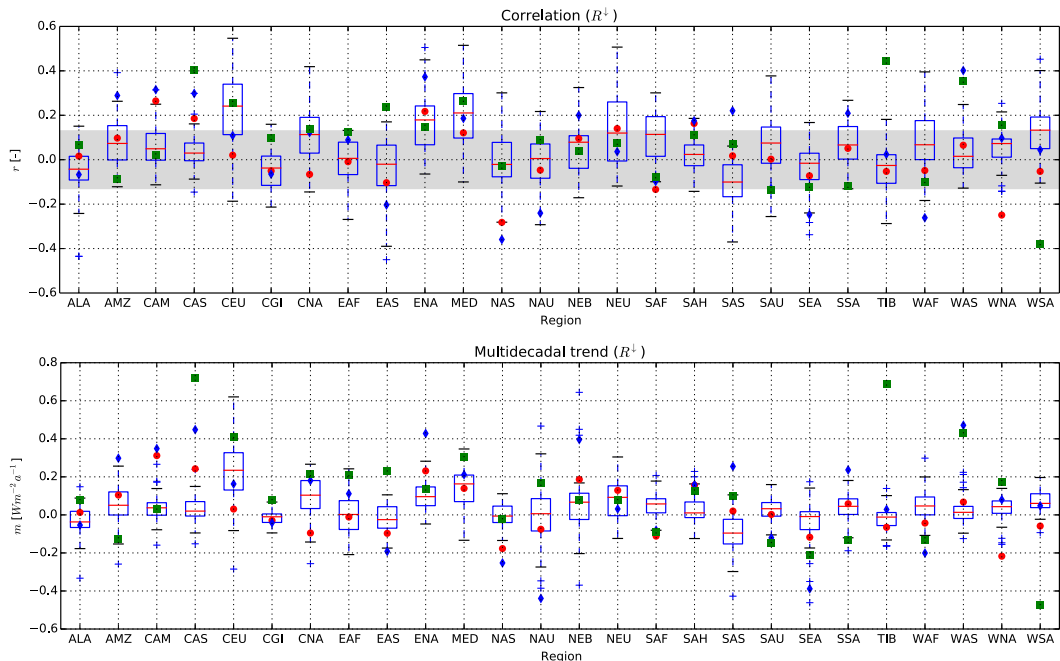 Correlation (R↓)
0.6
0.4
0.2
0.0
−0.2
−0.4
−0.6
r [-]
ALA AMZ CAM CAS CEU CGI CNA EAF EAS ENA MED NAS NAU NEB NEU SAF SAH SAS SAU SEA SSA TIB WAF WAS WNA WSA
Region
Multidecadal trend (R↓)
0.8
0.6
0.4
0.2
0.0
−0.2
−0.4
−0.6
m [Wm⁻² a⁻¹]
ALA AMZ CAM CAS CEU CGI CNA EAF EAS ENA MED NAS NAU NEB NEU SAF SAH SAS SAU SEA SSA TIB WAF WAS WNA WSA
Region